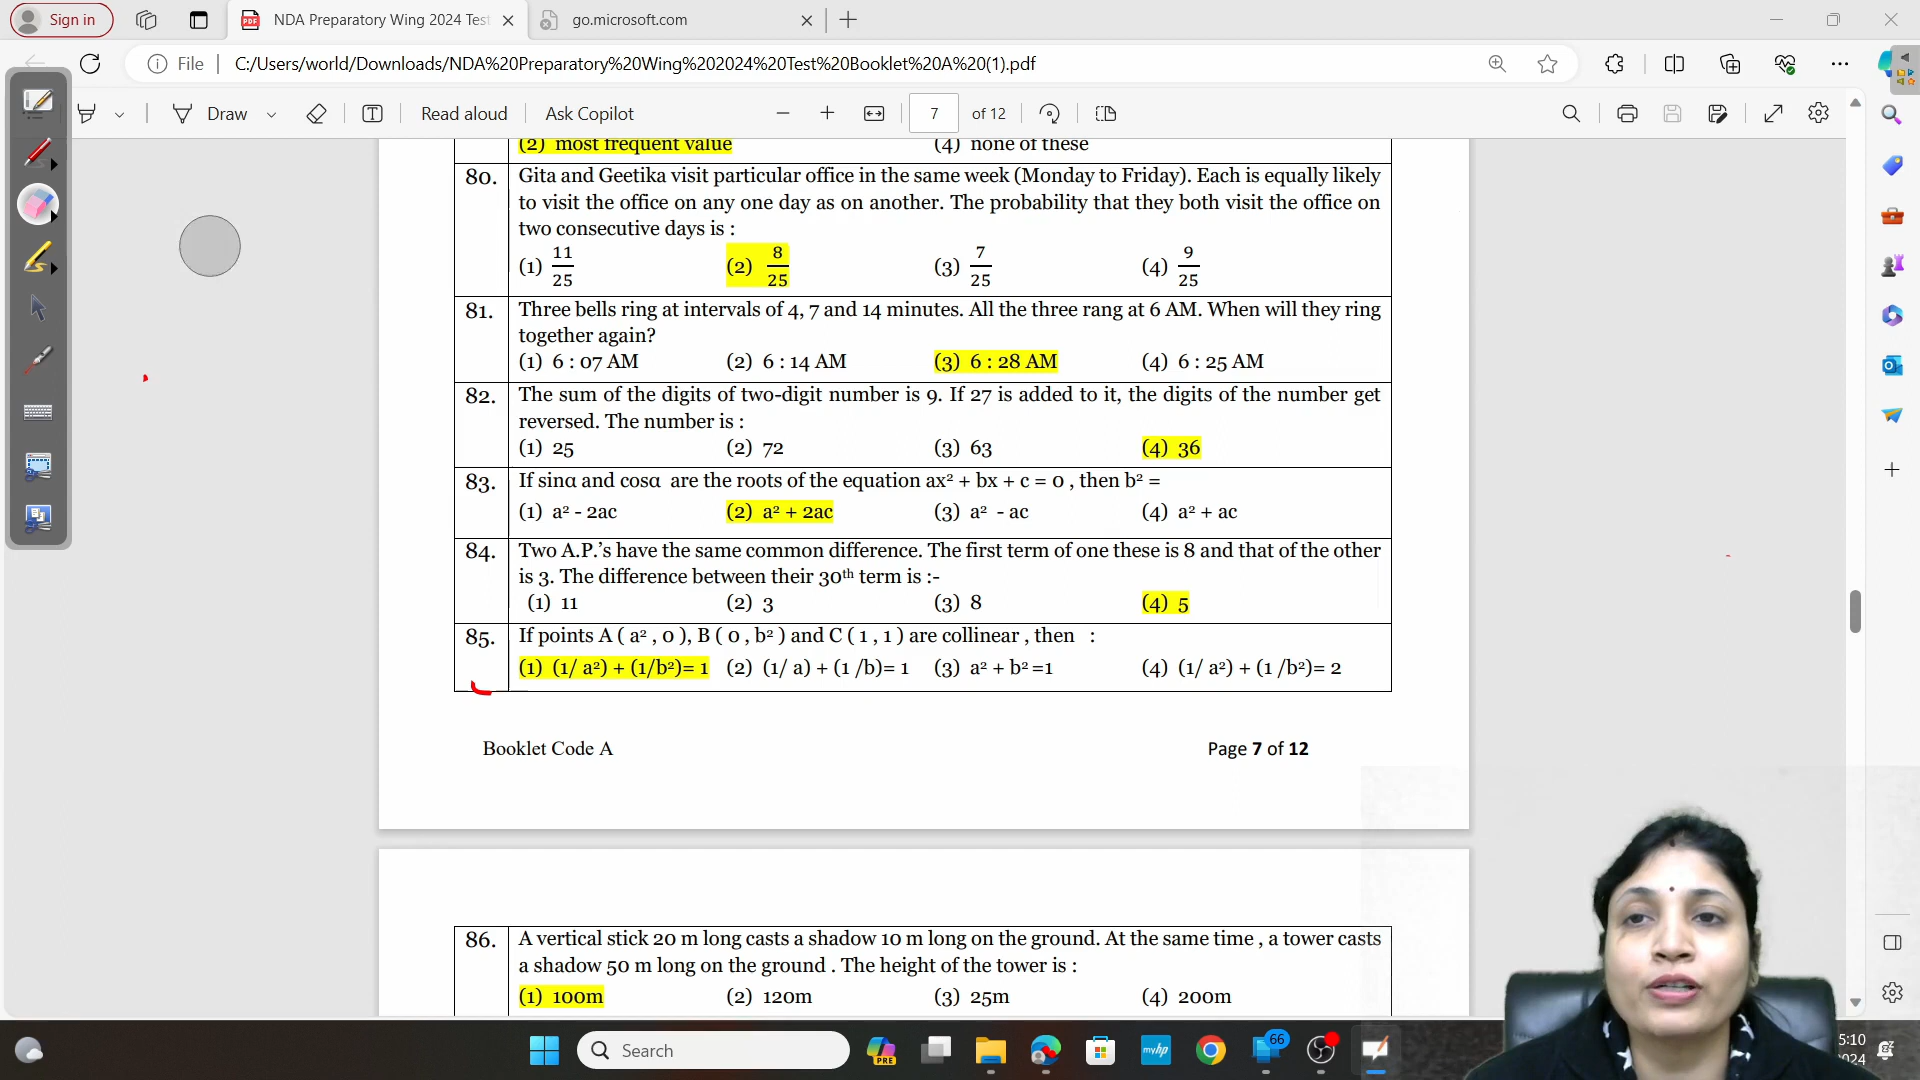 Sign in
NDA Preparatory Wing 2024 Test
go.microsoft.com
File
C:/Users/world/Downloads/NDA%20Preparatory%20Wing%202024%20Test%20Booklet%20A%20(1).pdf
Draw
Read aloud
Ask Copilot
7
of 12
(2) most frequent value (4) none of these
80. Gita and Geetika visit particular office in the same week (Monday to Friday). Each is equally likely
to visit the office on any one day as on another. The probability that they both visit the office on
two consecutive days is :
(1) 11/25 (2) 8/25 (3) 7/25 (4) 9/25
81. Three bells ring at intervals of 4, 7 and 14 minutes. All the three rang at 6 AM. When will they ring
together again?
(1) 6 : 07 AM (2) 6 : 14 AM (3) 6 : 28 AM (4) 6 : 25 AM
82. The sum of the digits of two-digit number is 9. If 27 is added to it, the digits of the number get
reversed. The number is :
(1) 25 (2) 72 (3) 63 (4) 36
83. If sinα and cosα are the roots of the equation ax² + bx + c = 0 , then b² =
(1) a² - 2ac (2) a² + 2ac (3) a² - ac (4) a² + ac
84. Two A.P.'s have the same common difference. The first term of one these is 8 and that of the other
is 3. The difference between their 30th term is :-
(1) 11 (2) 3 (3) 8 (4) 5
85. If points A ( a² , 0 ), B ( 0 , b² ) and C ( 1 , 1 ) are collinear , then :
(1) (1/ a²) + (1/b²)= 1 (2) (1/ a) + (1 /b)= 1 (3) a² + b² =1 (4) (1/ a²) + (1 /b²)= 2
Booklet Code A Page 7 of 12
86. A vertical stick 20 m long casts a shadow 10 m long on the ground. At the same time , a tower casts
a shadow 50 m long on the ground . The height of the tower is :
(1) 100m (2) 120m (3) 25m (4) 200m
Search
PRE
myhp
66
5:10